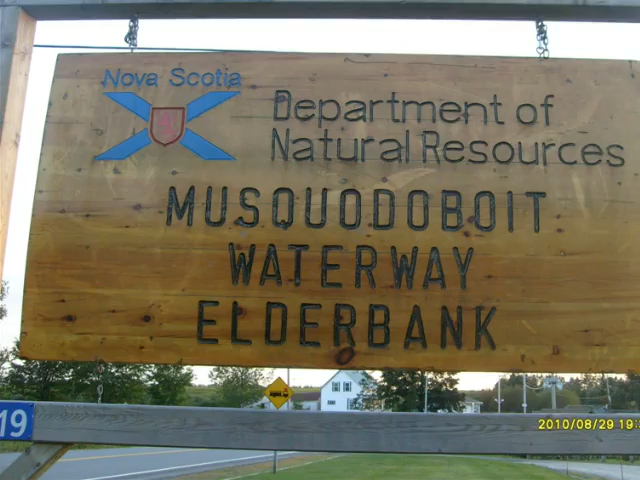 Nova Scotia
Department of
Natural Resources
MUSQUODOBOIT
WATERWAY
ELDERBANK
19
2010/08/29